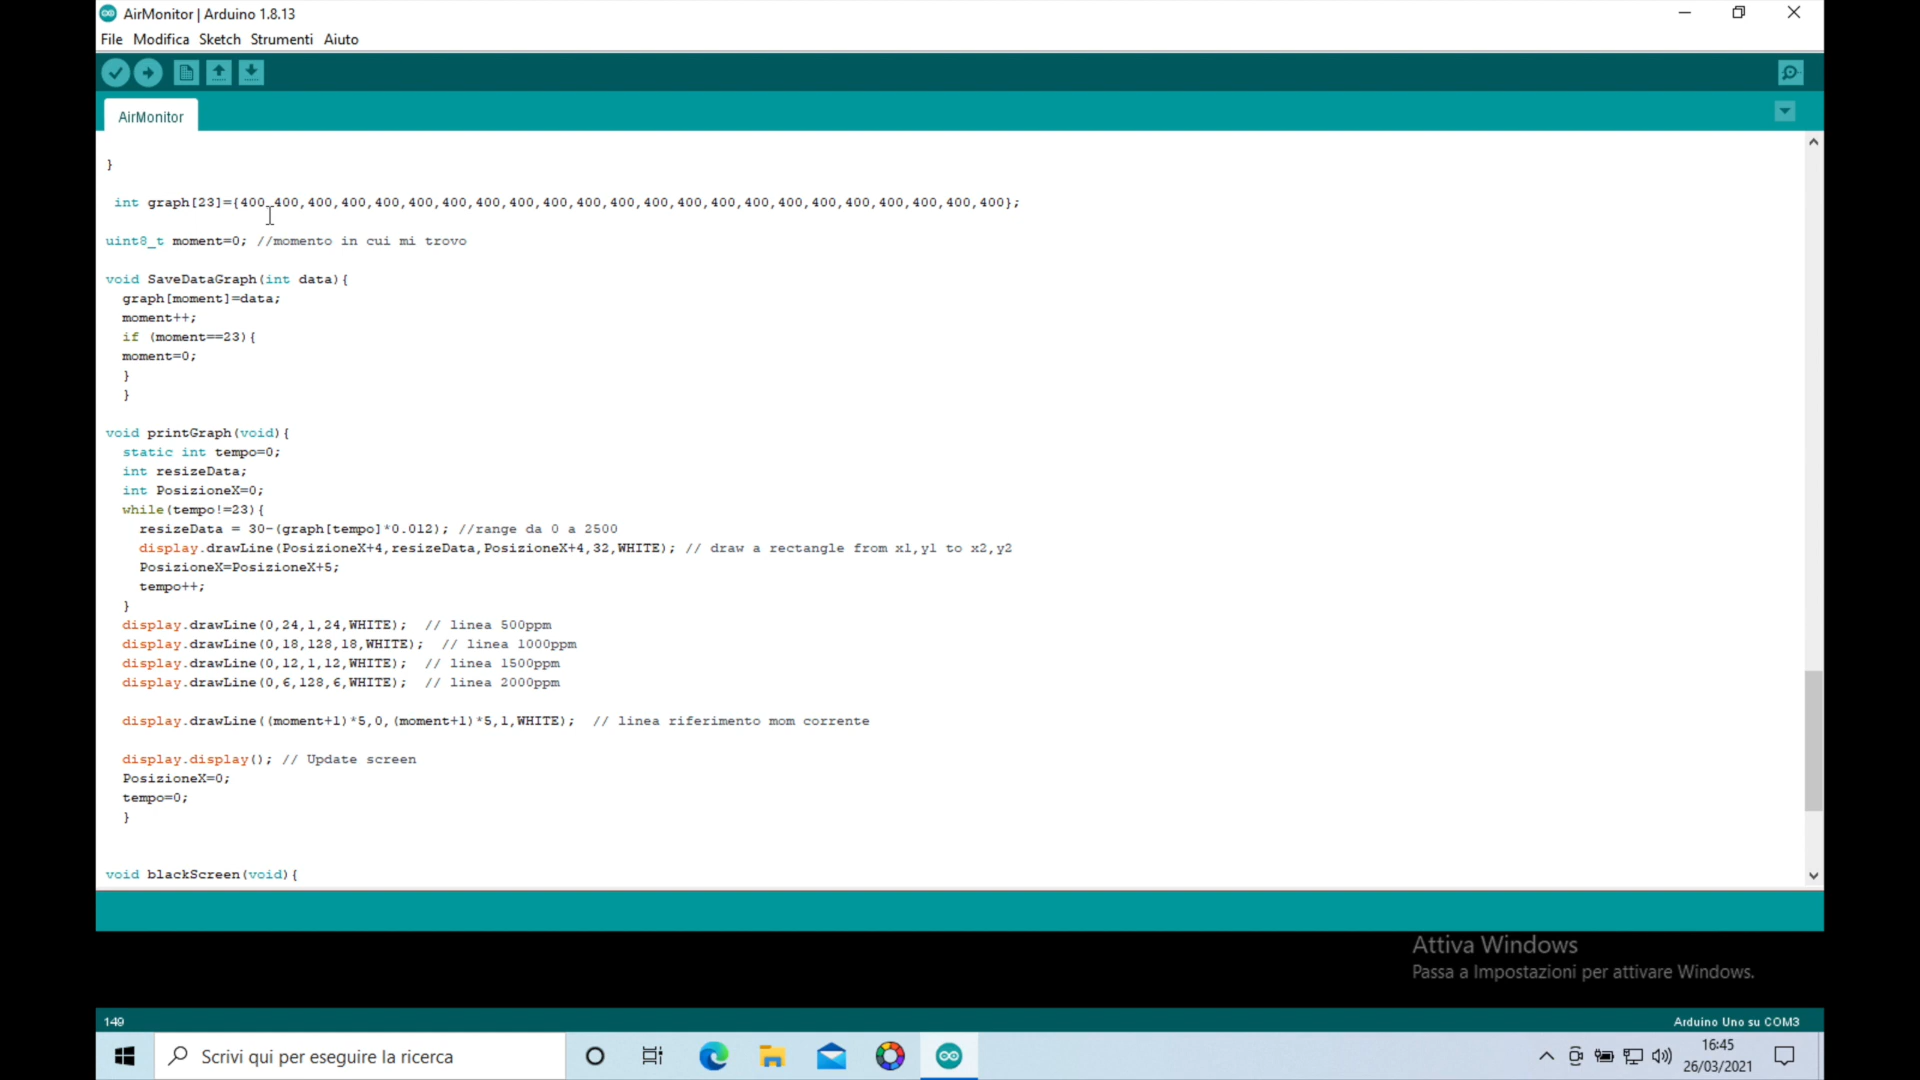 AirMonitor | Arduino 1.8.13
File Modifica Sketch Strumenti Aiuto
AirMonitor
}
int graph[23]={400,400,400,400,400,400,400,400,400,400,400,400,400,400,400,400,400,400,400,400,400,400,400};
uint8_t moment=0; //momento in cui mi trovo
void SaveDataGraph(int data){
graph[moment]=data;
moment++;
if (moment==23){
moment=0;
}
}
void printGraph(void){
static int tempo=0;
int resizeData;
int PosizioneX=0;
while(tempo!=23){
resizeData = 30-(graph[tempo]*0.012); //range da 0 a 2500
display.drawLine(PosizioneX+4,resizeData,PosizioneX+4,32,WHITE); // draw a rectangle from x1,y1 to x2,y2
PosizioneX=PosizioneX+5;
tempo++;
}
display.drawLine(0,24,1,24,WHITE); // linea 500ppm
display.drawLine(0,18,128,18,WHITE); // linea 1000ppm
display.drawLine(0,12,1,12,WHITE); // linea 1500ppm
display.drawLine(0,6,128,6,WHITE); // linea 2000ppm
display.drawLine((moment+1)*5,0,(moment+1)*5,1,WHITE); // linea riferimento mom corrente
display.display(); // Update screen
PosizioneX=0;
tempo=0;
}
void blackScreen(void){
Attiva Windows
Passa a Impostazioni per attivare Windows.
149
Arduino Uno su COM3
Scrivi qui per eseguire la ricerca
16:45
26/03/2021